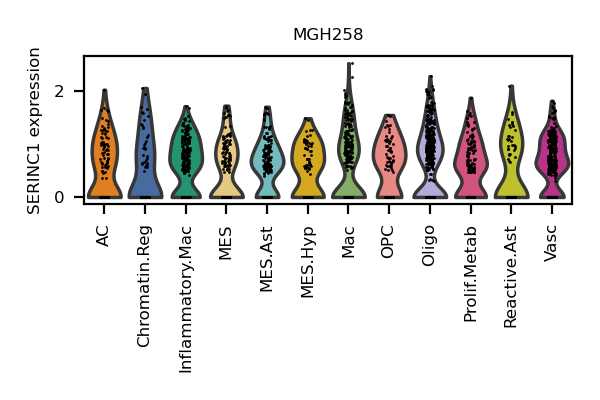 MGH258
SERINC1 expression
2
0
AC
Chromatin.Reg
Inflammatory.Mac
MES
MES.Ast
MES.Hyp
Mac
OPC
Oligo
Prolif.Metab
Reactive.Ast
Vasc